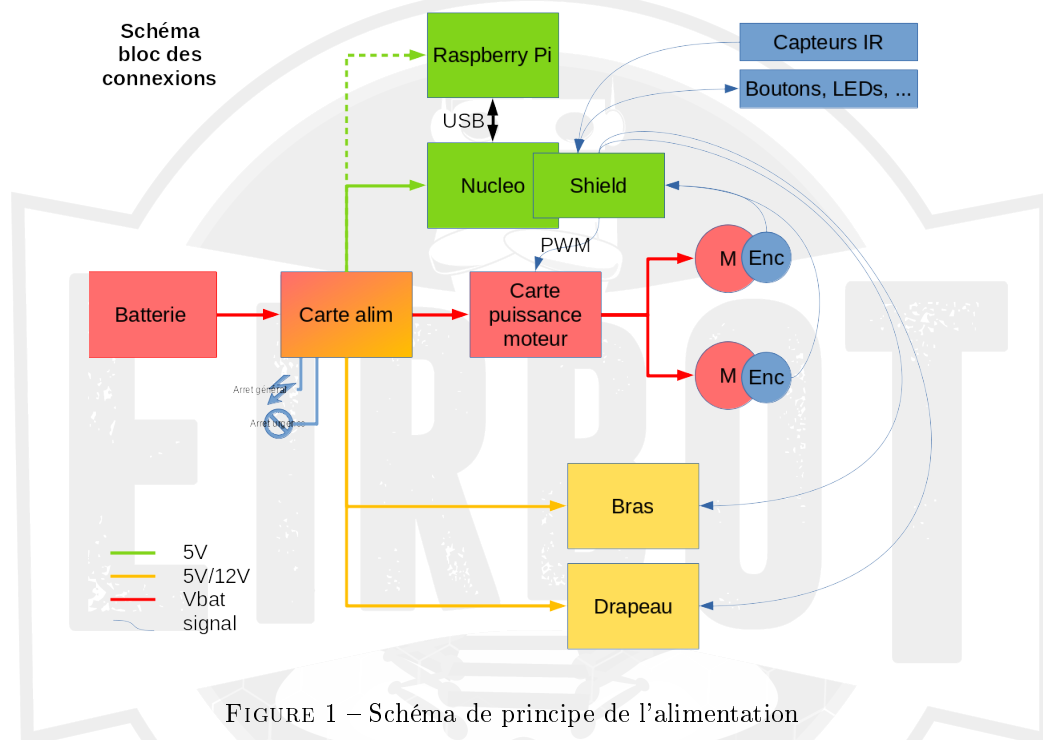 Schéma
bloc des
connexions
Raspberry Pi
Capteurs IR
Boutons, LEDs, ...
USB
Nucleo
Shield
PWM
M
Enc
Batterie
Carte alim
Carte
puissance
moteur
M
Enc
Arret général
Arret urgence
Bras
Drapeau
5V
5V/12V
Vbat
signal
EIRBOT
FIGURE 1 – Schéma de principe de l'alimentation